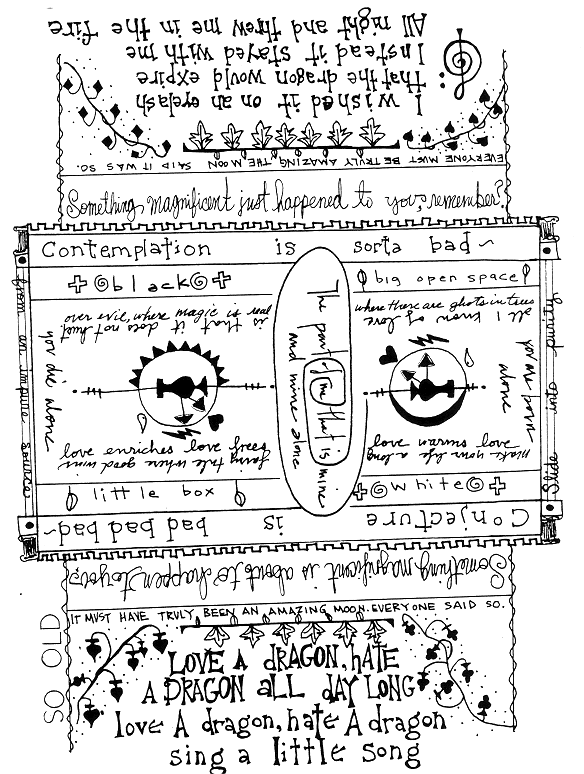 I wished it on an eyelash
That the dragon would expire
Instead it stayed with me
All night and threw me in the fire
EVERYONE MUST BE TRULY AMAZING, THE MOON SAID IT WAS SO.
Something magnificent just happened to you, remember?
Contemplation is sorta bad~
black
big open space
over evil, where magic is real
is that it does not hurt
where there are ghosts in trees
all I know of love
you die alone
The part of me that is mine
and mine alone
you are born
alone
love enriches love frees
fairy tale where good wins
love warms love
make your life a long
little box
white
Conjecture is bad bad bad~
from an impure source
Slide into purity
Something magnificent is about to happen to you?
IT MUST HAVE TRULY BEEN AN AMAZING MOON. EVERYONE SAID SO.
SO OLD
LOVE A dRAGON, hATE
A DRAGON aLL dAY LONG
love A dragon, hate A dragon
sing a little song